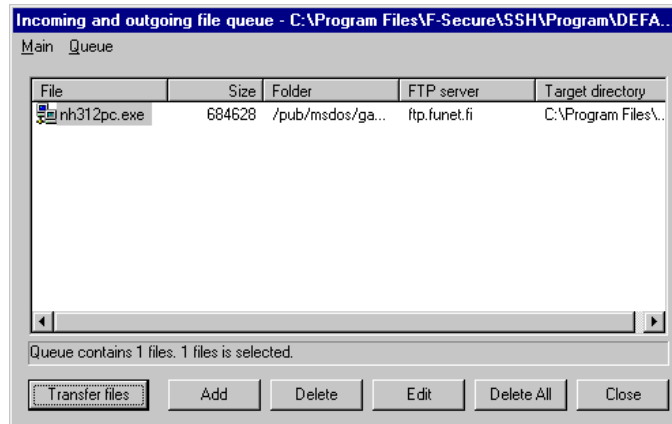 Incoming and outgoing file queue - C:\Program Files\F-Secure\SSH\Program\DEFA...
Main Queue
File Size Folder FTP server Target directory
nh312pc.exe 684628 /pub/msdos/ga... ftp.funet.fi C:\Program Files\...
Queue contains 1 files. 1 files is selected.
Transfer files Add Delete Edit Delete All Close